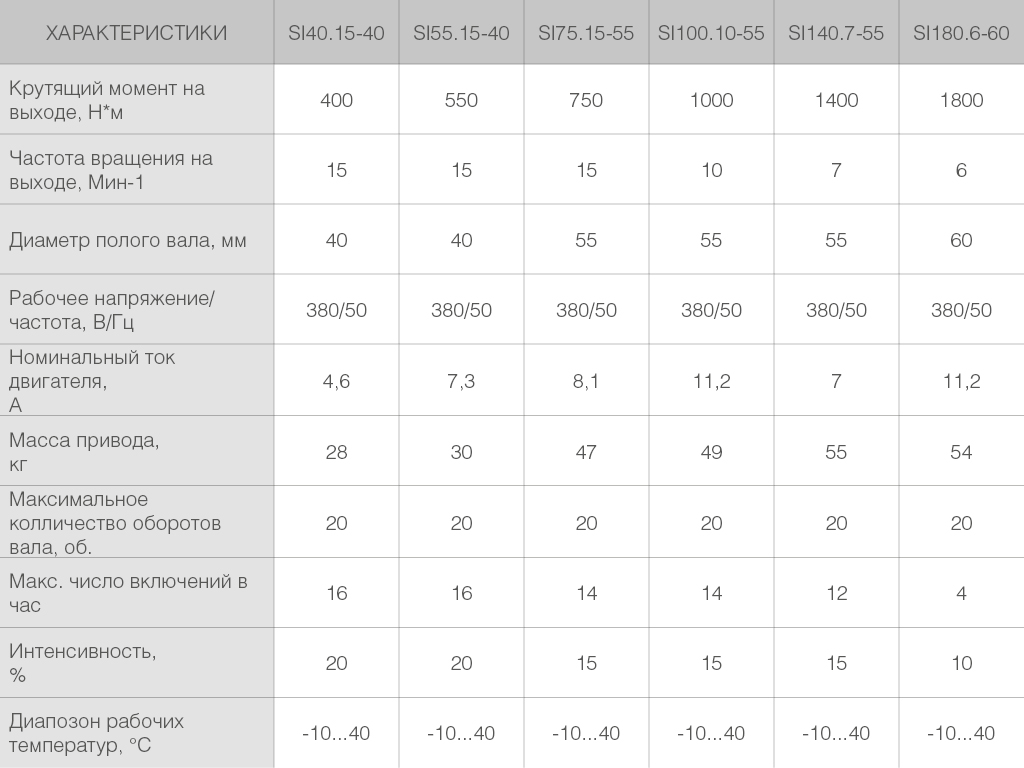 ХАРАКТЕРИСТИКИ SI40.15-40 SI55.15-40 SI75.15-55 SI100.10-55 SI140.7-55 SI180.6-60
Крутящий момент на
выходе, Н*м 400 550 750 1000 1400 1800
Частота вращения на
выходе, Мин-1 15 15 15 10 7 6
Диаметр полого вала, мм 40 40 55 55 55 60
Рабочее напряжение/
частота, В/Гц 380/50 380/50 380/50 380/50 380/50 380/50
Номинальный ток
двигателя,
А 4,6 7,3 8,1 11,2 7 11,2
Масса привода,
кг 28 30 47 49 55 54
Максимальное
колличество оборотов
вала, об. 20 20 20 20 20 20
Макс. число включений в
час 16 16 14 14 12 4
Интенсивность,
% 20 20 15 15 15 10
Диапозон рабочих
температур, °С -10...40 -10...40 -10...40 -10...40 -10...40 -10...40